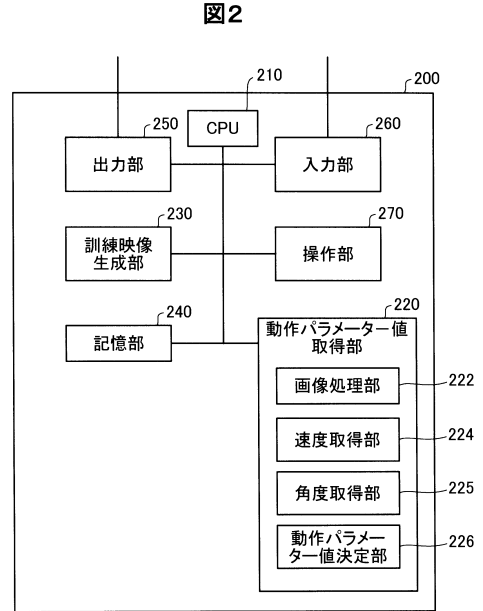 図2
200
210
CPU
250
出力部
260
入力部
230
訓練映像
生成部
270
操作部
240
記憶部
220
動作パラメーター値
取得部
画像処理部
222
速度取得部
224
角度取得部
225
動作パラメー
ター値決定部
226